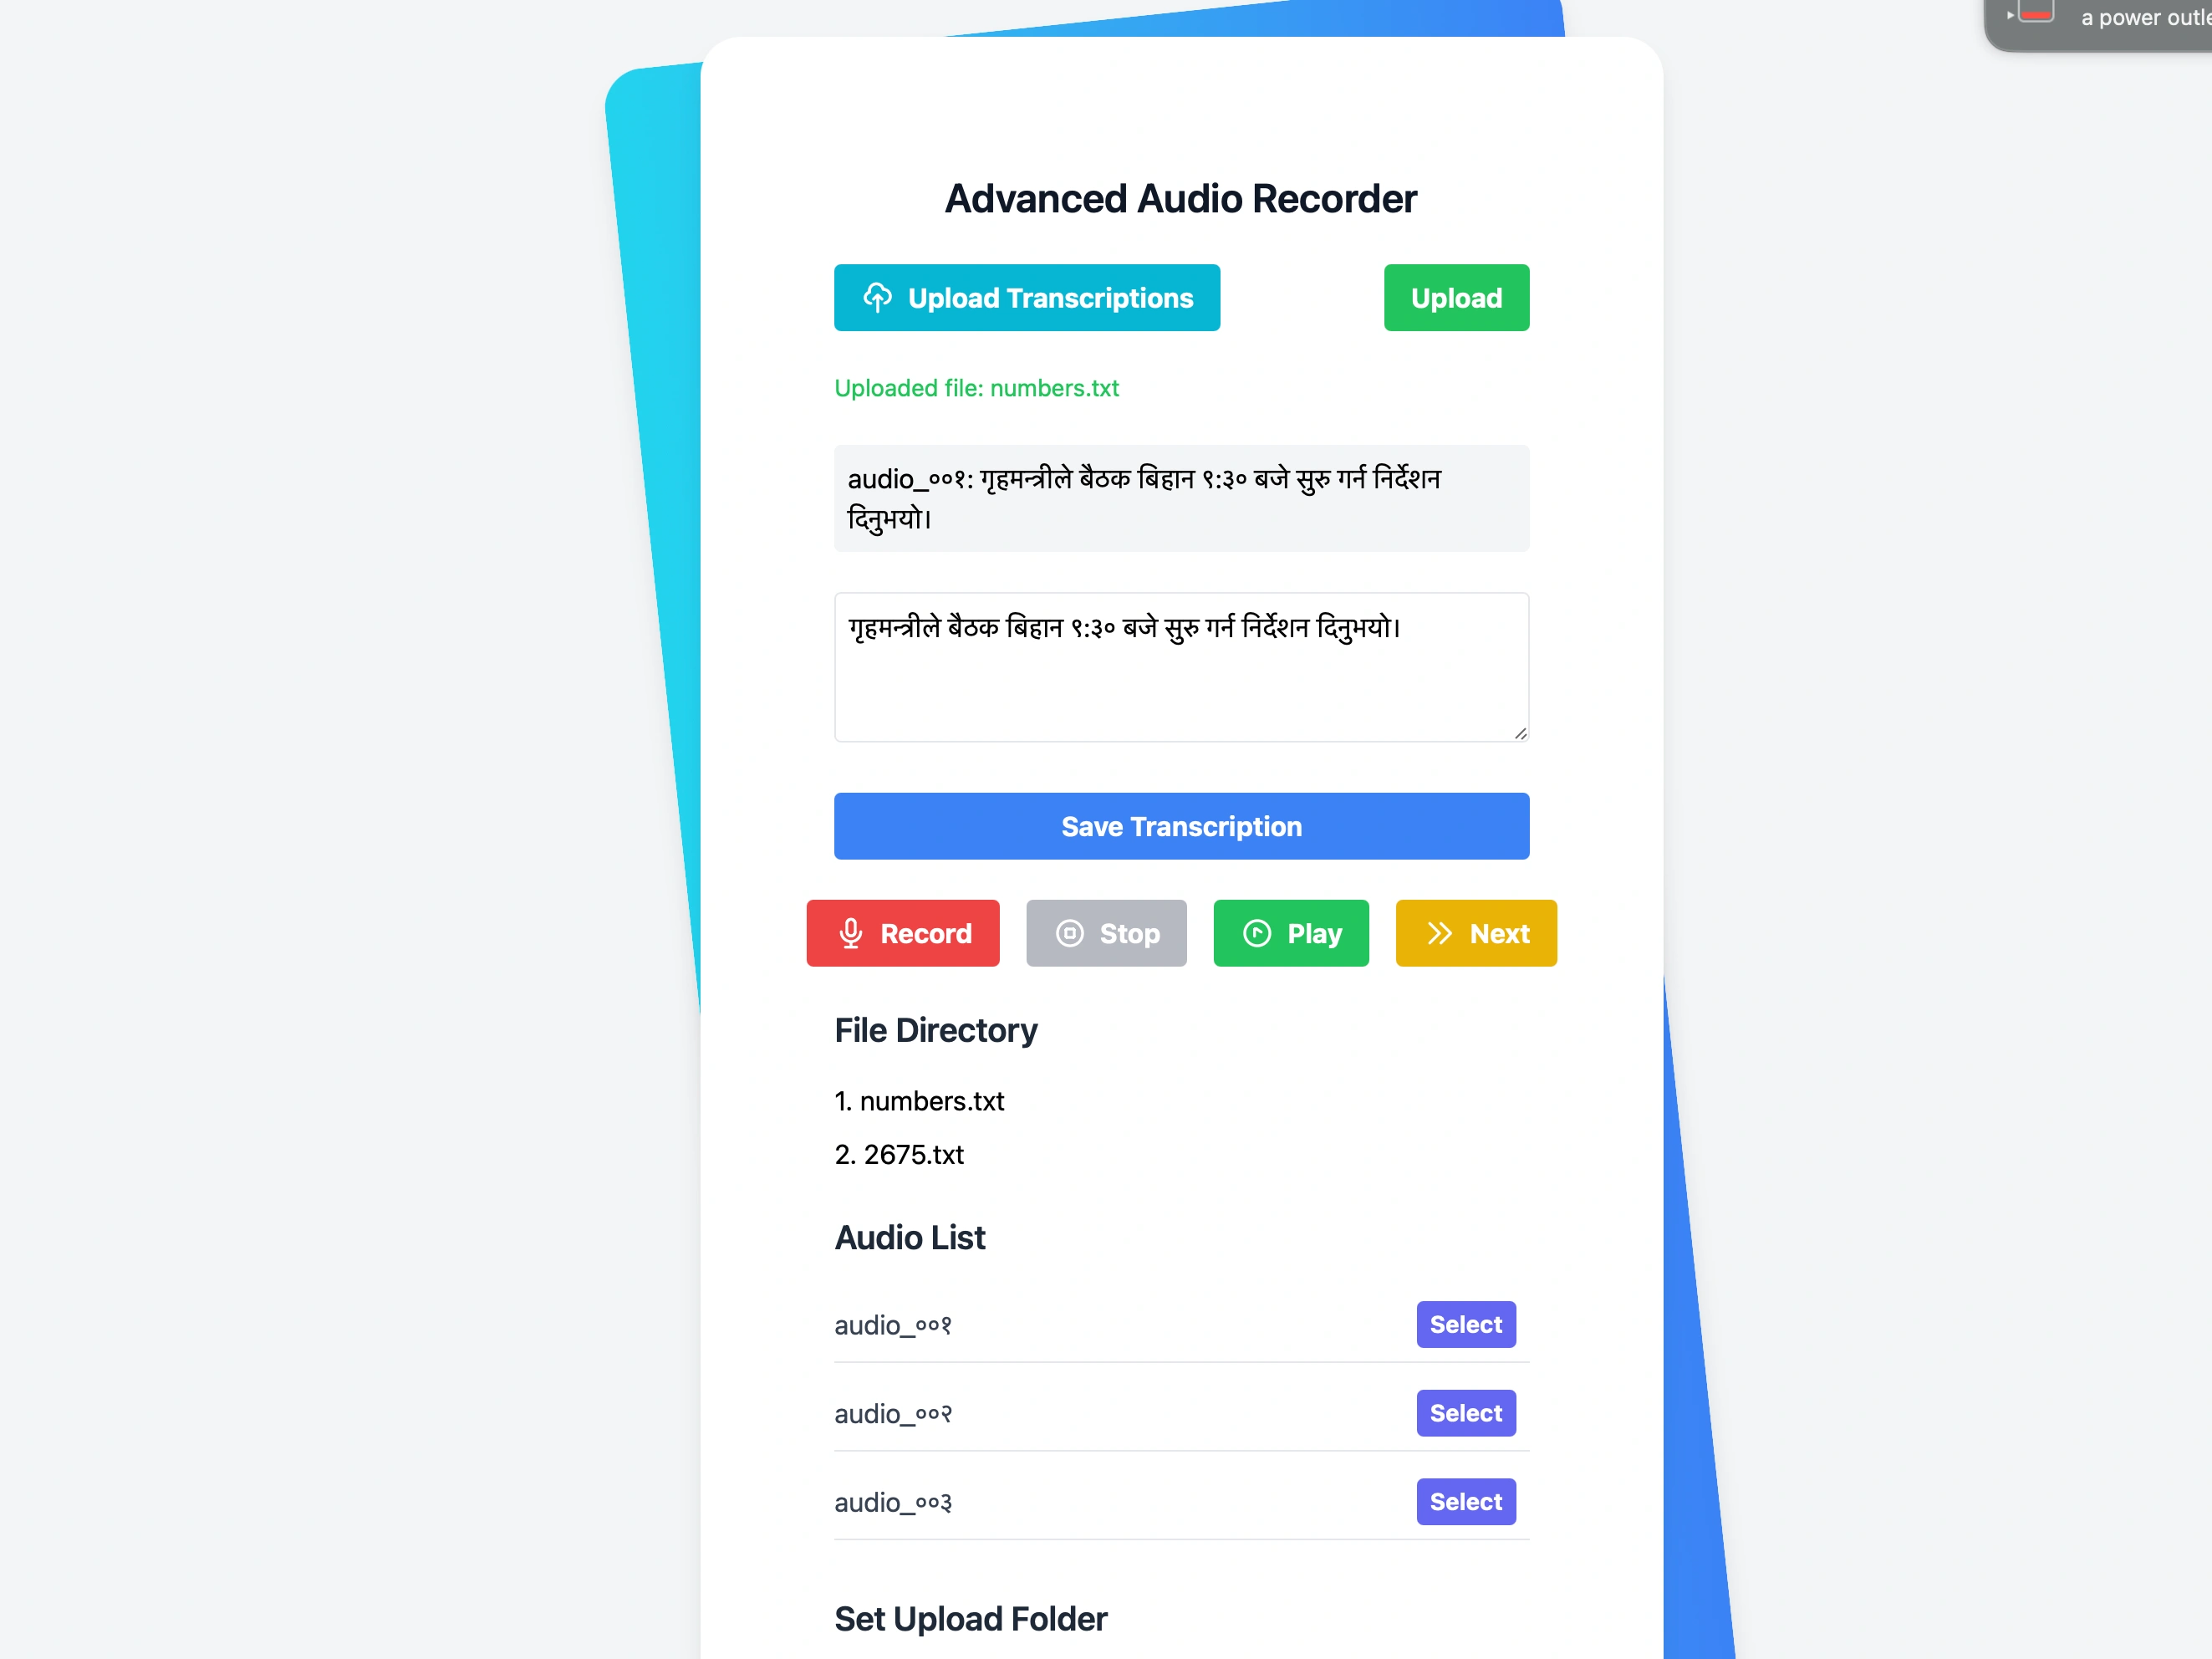 a power outle
Advanced Audio Recorder
Upload Transcriptions
Upload
Uploaded file: numbers.txt
audio_००१: गृहमन्त्रीले बैठक बिहान ९:३० बजे सुरु गर्न निर्देशन
दिनुभयो।
गृहमन्त्रीले बैठक बिहान ९:३० बजे सुरु गर्न निर्देशन दिनुभयो।
Save Transcription
Record
Stop
Play
Next
File Directory
1. numbers.txt
2. 2675.txt
Audio List
audio_००१
Select
audio_००२
Select
audio_००३
Select
Set Upload Folder